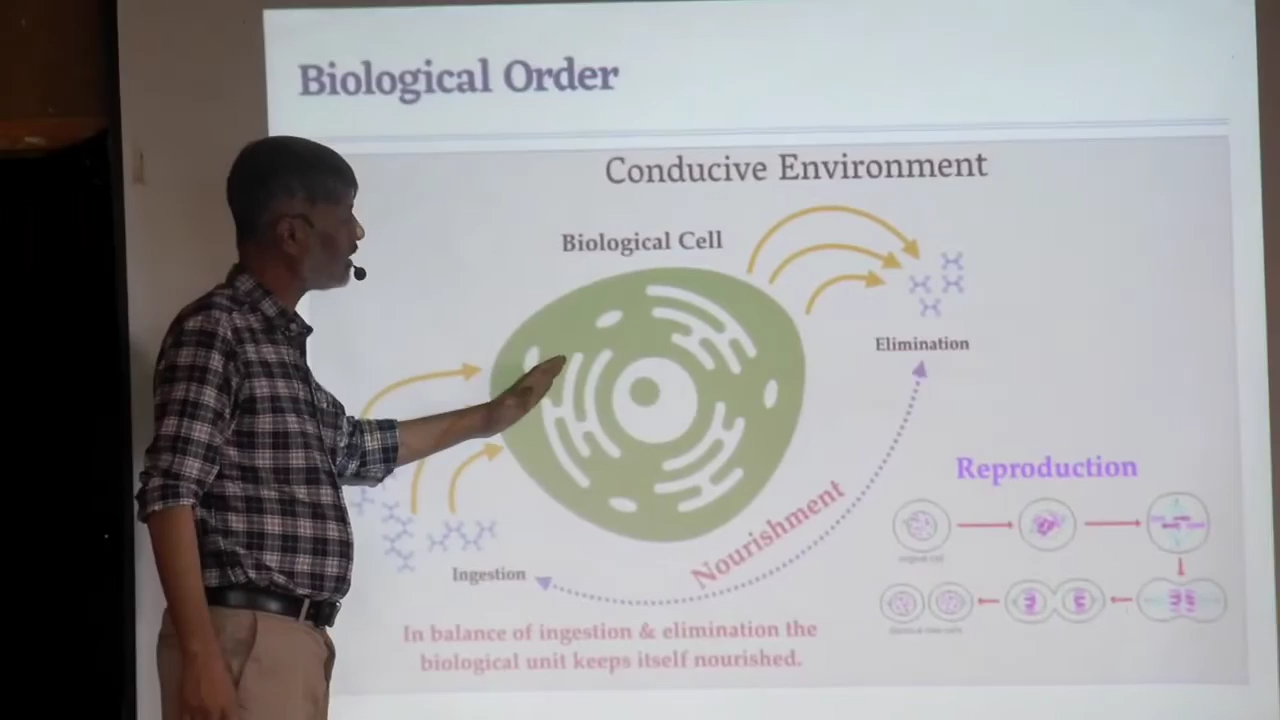 Biological Order
Conducive Environment
Biological Cell
Elimination
Reproduction
Nourishment
Ingestion
In balance of ingestion & elimination the
biological unit keeps itself nourished.